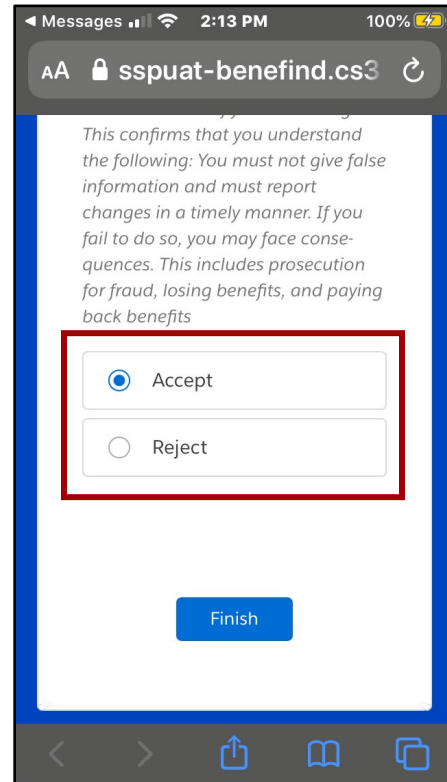 Messages 2:13 PM 100%
AA sspuat-benefind.cs3
This confirms that you understand
the following: You must not give false
information and must report
changes in a timely manner. If you
fail to do so, you may face conse-
quences. This includes prosecution
for fraud, losing benefits, and paying
back benefits
Accept
Reject
Finish